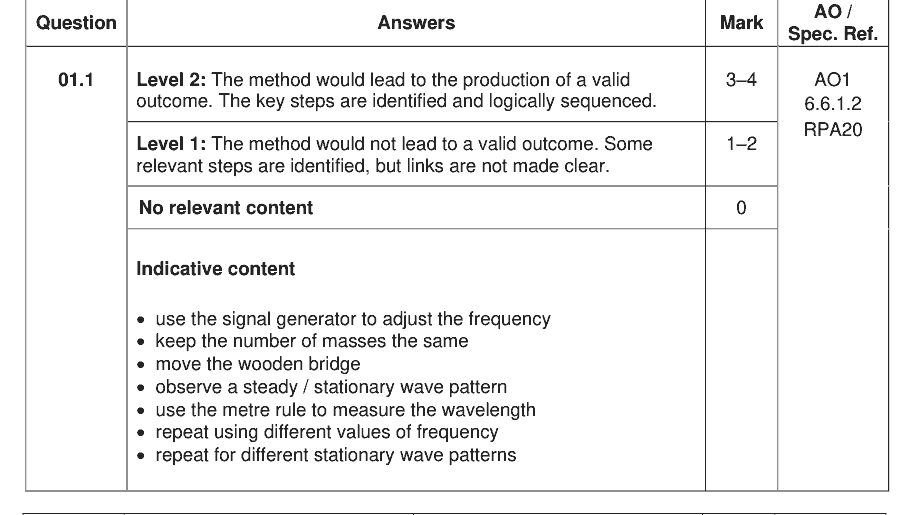 Question Answers Mark AO /
Spec. Ref.
01.1 Level 2: The method would lead to the production of a valid 3–4 AO1
outcome. The key steps are identified and logically sequenced. 6.6.1.2
RPA20
Level 1: The method would not lead to a valid outcome. Some 1–2
relevant steps are identified, but links are not made clear.
No relevant content 0
Indicative content
• use the signal generator to adjust the frequency
• keep the number of masses the same
• move the wooden bridge
• observe a steady / stationary wave pattern
• use the metre rule to measure the wavelength
• repeat using different values of frequency
• repeat for different stationary wave patterns